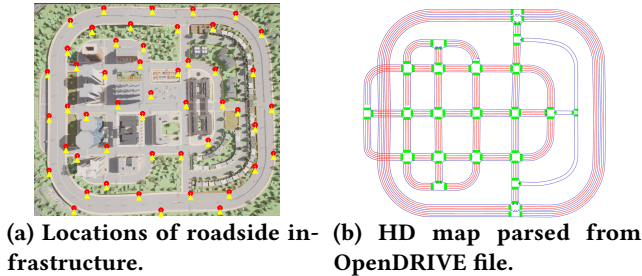 (a) Locations of roadside in-
frastructure.
(b) HD map parsed from
OpenDRIVE file.